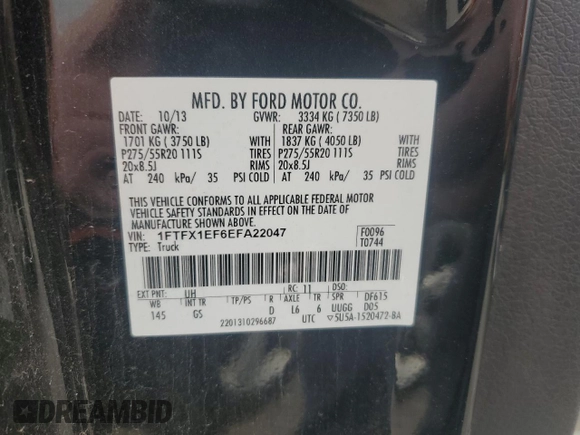 MFD. BY FORD MOTOR CO.
DATE: 10/13 GVWR: 3334 KG ( 7350 LB)
FRONT GAWR: REAR GAWR:
1701 KG ( 3750 LB) WITH 1837 KG ( 4050 LB) WITH
P275/55R20 111S TIRES P275/55R20 111S TIRES
20x8.5J RIMS 20x8.5J RIMS
AT 240 kPa/ 35 PSI COLD AT 240 kPa/ 35 PSI COLD
THIS VEHICLE CONFORMS TO ALL APPLICABLE FEDERAL MOTOR
VEHICLE SAFETY STANDARDS IN EFFECT ON THE DATE OF
MANUFACTURE SHOWN ABOVE.
VIN: 1FTFX1EF6EFA22047 F0096
TYPE: Truck T0744
EXT PNT: UH RC: 11 DSO:
WB INT TR TP/PS R AXLE TR SPR DF615
145 GS D L6 6 UUGG D05
2201310296687 UTC ▽5U5A-1520472-BA
DREAMBID